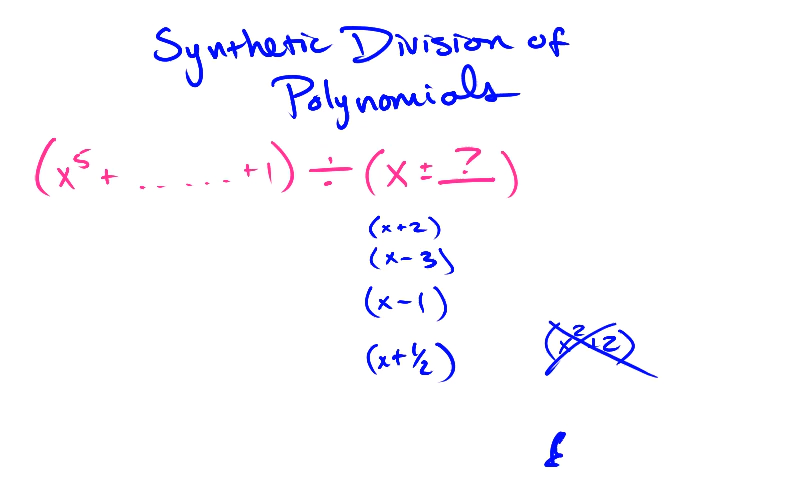 Synthetic Division of
Polynomials
(x⁵ + ...... +1) ÷ (x ± ?)
(x+2)
(x-3)
(x-1)
(x²+2)
(x+1/2)